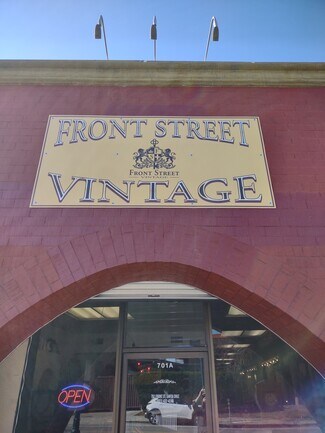 FRONT STREET
FRONT STREET
VINTAGE
OPEN
701A